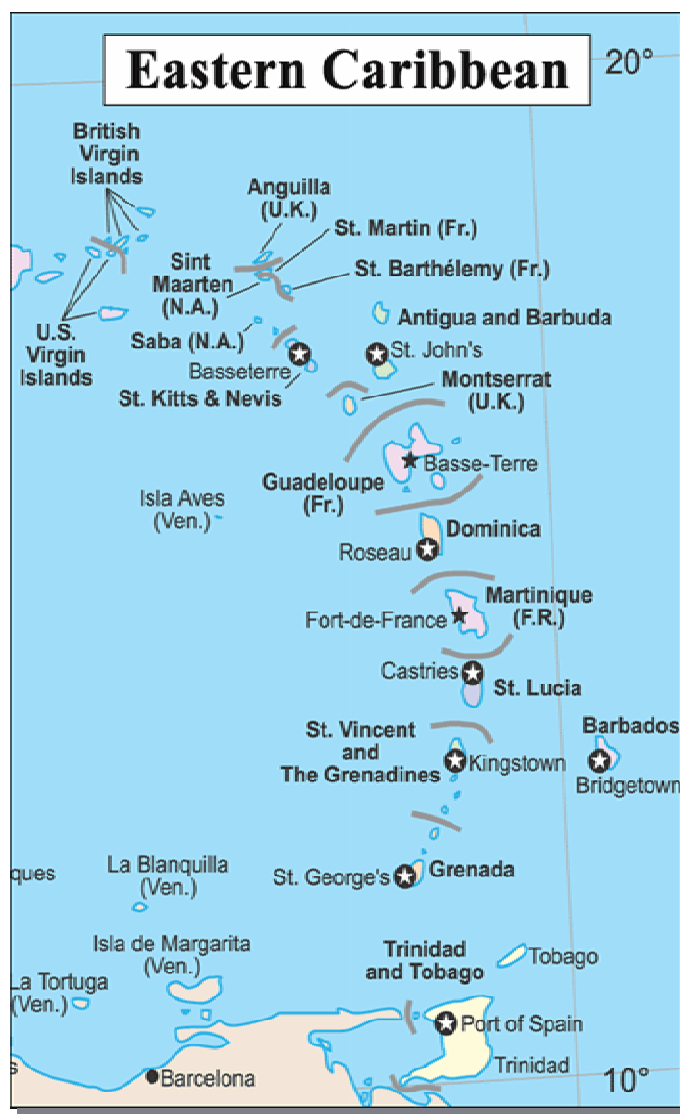 Eastern Caribbean
20°
British
Virgin
Islands
Anguilla
(U.K.)
St. Martin (Fr.)
Sint
Maarten
(N.A.)
St. Barthélemy (Fr.)
Antigua and Barbuda
U.S.
Virgin
Islands
Saba (N.A.)
St. John's
Basseterre
Montserrat
(U.K.)
St. Kitts & Nevis
Basse-Terre
Guadeloupe
(Fr.)
Isla Aves
(Ven.)
Dominica
Roseau
Martinique
(F.R.)
Fort-de-France
Castries
St. Lucia
St. Vincent
and
The Grenadines
Barbados
Kingstown
Bridgetown
La Blanquilla
(Ven.)
ques
St. George's
Grenada
Isla de Margarita
(Ven.)
Trinidad
and Tobago
Tobago
La Tortuga
(Ven.)
Port of Spain
Trinidad
s
Barcelona
10°